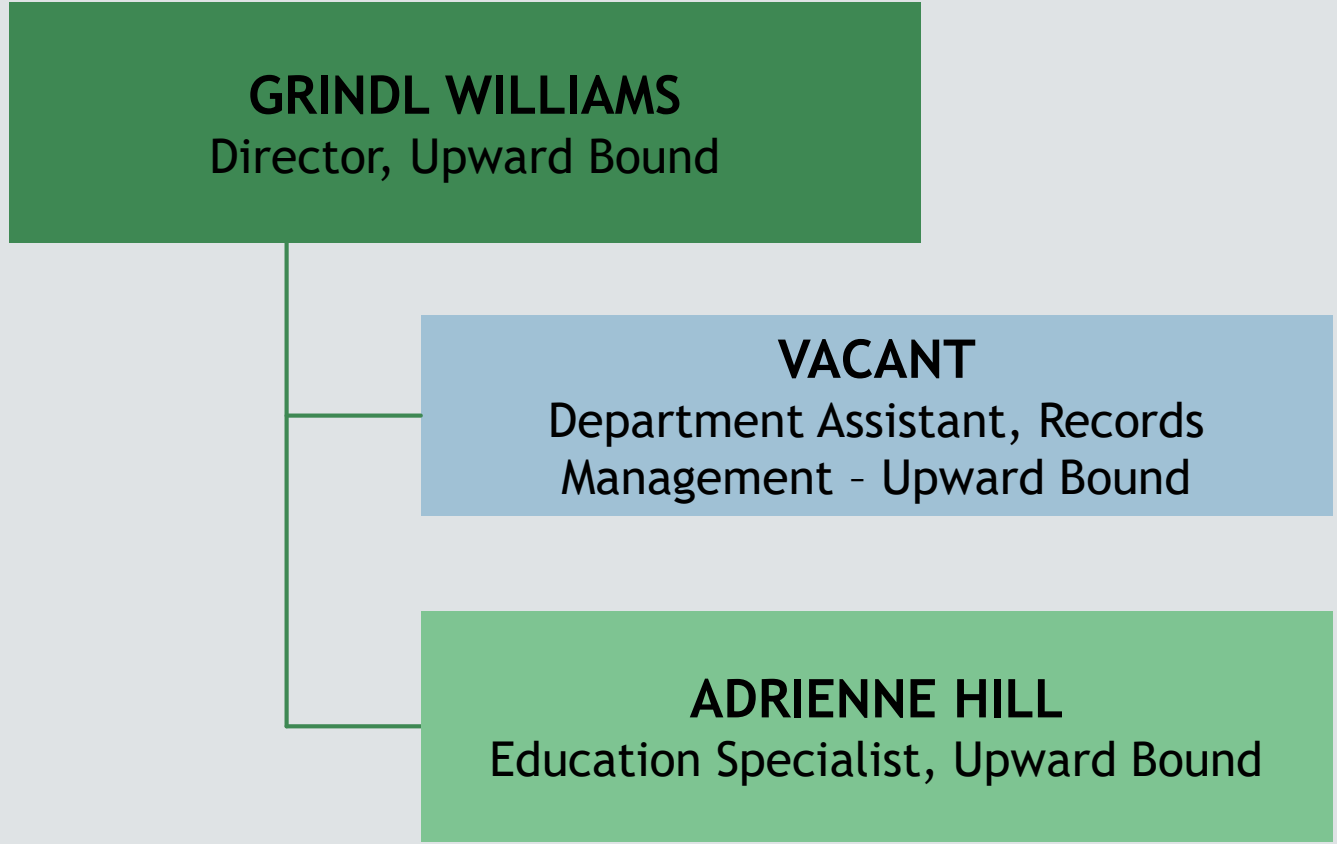 GRINDL WILLIAMS
Director, Upward Bound
VACANT
Department Assistant, Records
Management – Upward Bound
ADRIENNE HILL
Education Specialist, Upward Bound